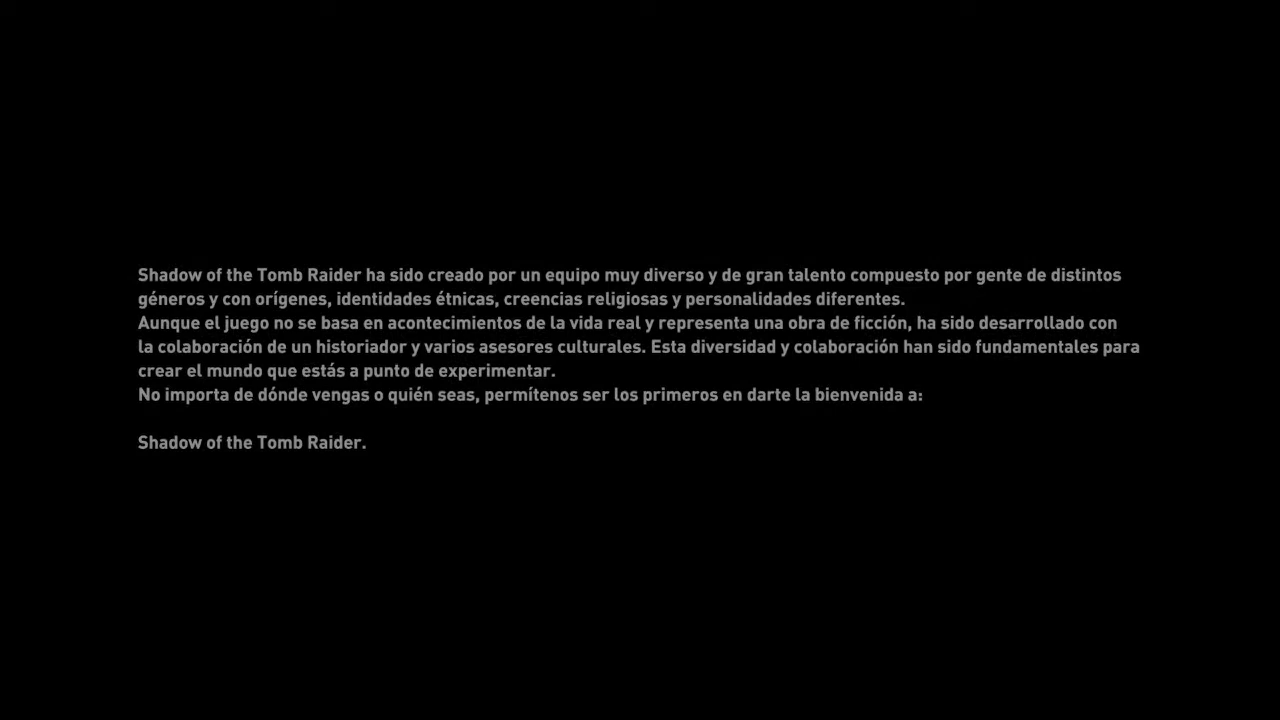 Shadow of the Tomb Raider ha sido creado por un equipo muy diverso y de gran talento compuesto por gente de distintos
géneros y con orígenes, identidades étnicas, creencias religiosas y personalidades diferentes.
Aunque el juego no se basa en acontecimientos de la vida real y representa una obra de ficción, ha sido desarrollado con
la colaboración de un historiador y varios asesores culturales. Esta diversidad y colaboración han sido fundamentales para
crear el mundo que estás a punto de experimentar.
No importa de dónde vengas o quién seas, permítenos ser los primeros en darte la bienvenida a:
Shadow of the Tomb Raider.